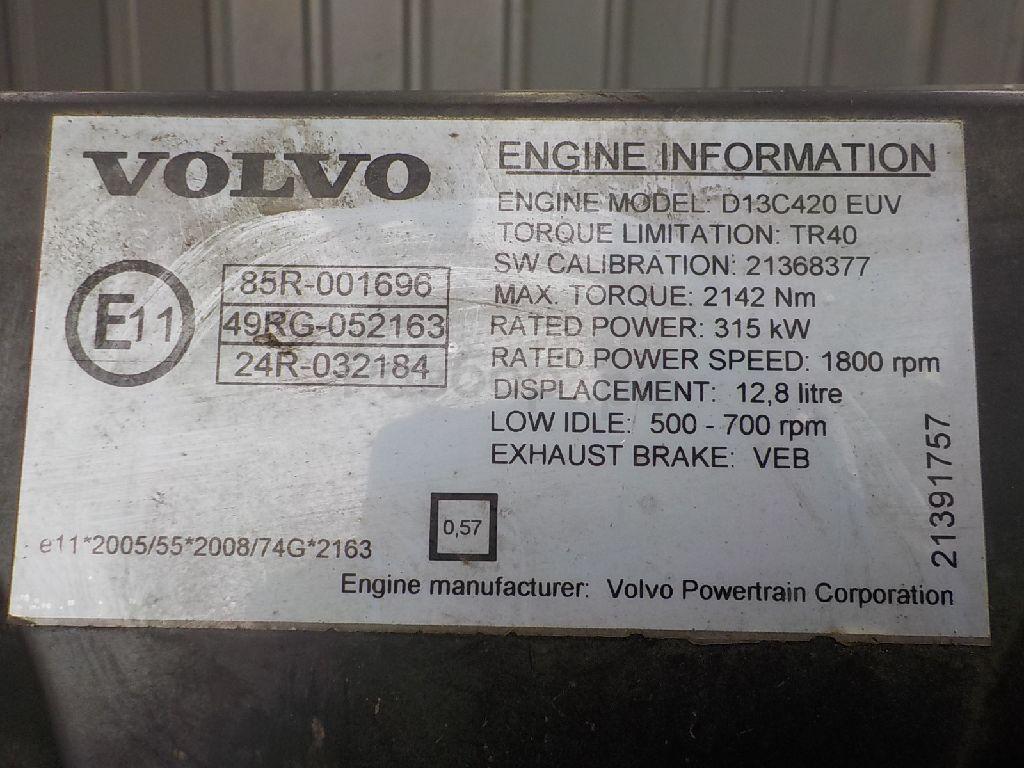 VOLVO
E11
85R-001696
49RG-052163
24R-032184
ENGINE INFORMATION
ENGINE MODEL: D13C420 EUV
TORQUE LIMITATION: TR40
SW CALIBRATION: 21368377
MAX. TORQUE: 2142 Nm
RATED POWER: 315 kW
RATED POWER SPEED: 1800 rpm
DISPLACEMENT: 12,8 litre
LOW IDLE: 500 - 700 rpm
EXHAUST BRAKE: VEB
21391757
0,57
e11*2005/55*2008/74G*2163
Engine manufacturer: Volvo Powertrain Corporation